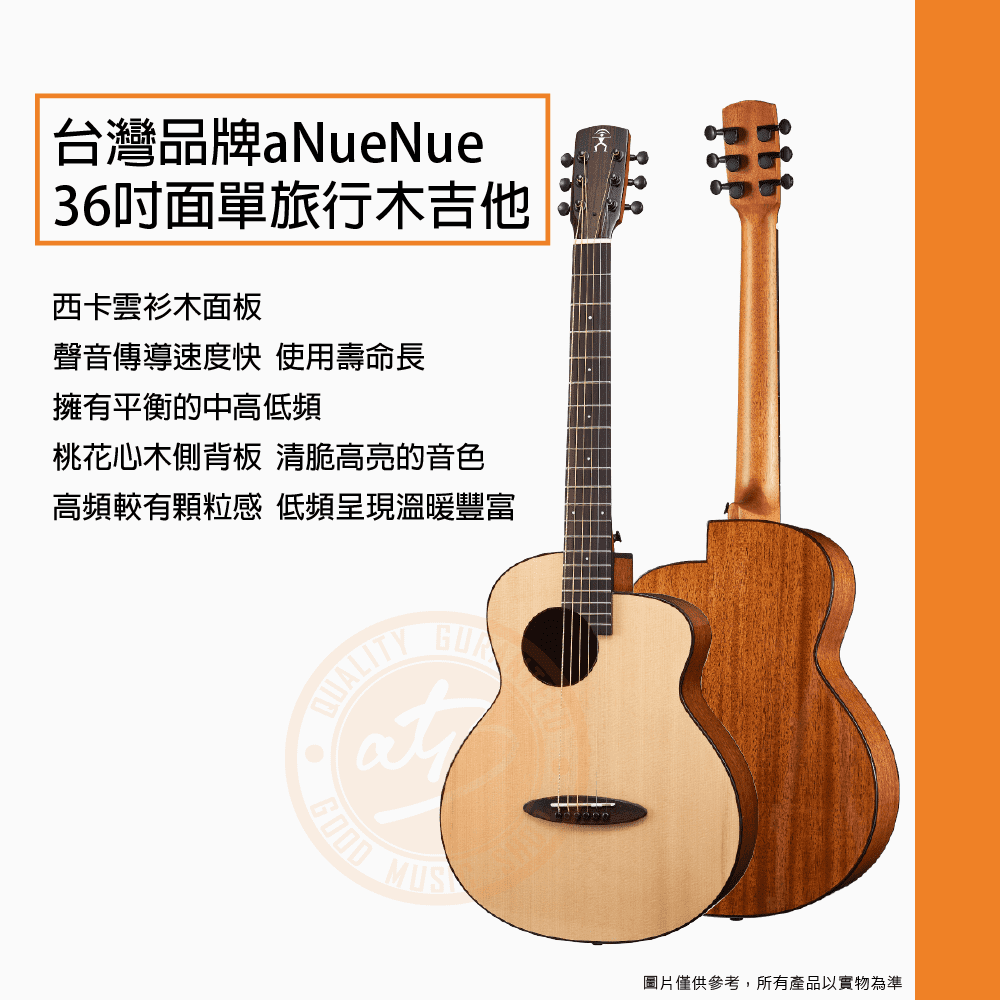 台灣品牌aNueNue
36吋面單旅行木吉他
西卡雲衫木面板
聲音傳導速度快 使用壽命長
擁有平衡的中高低頻
桃花心木側背板 清脆高亮的音色
高頻較有顆粒感 低頻呈現溫暖豐富
QUALITY
atp
GOOD
圖片僅供參考，所有產品以實物為準